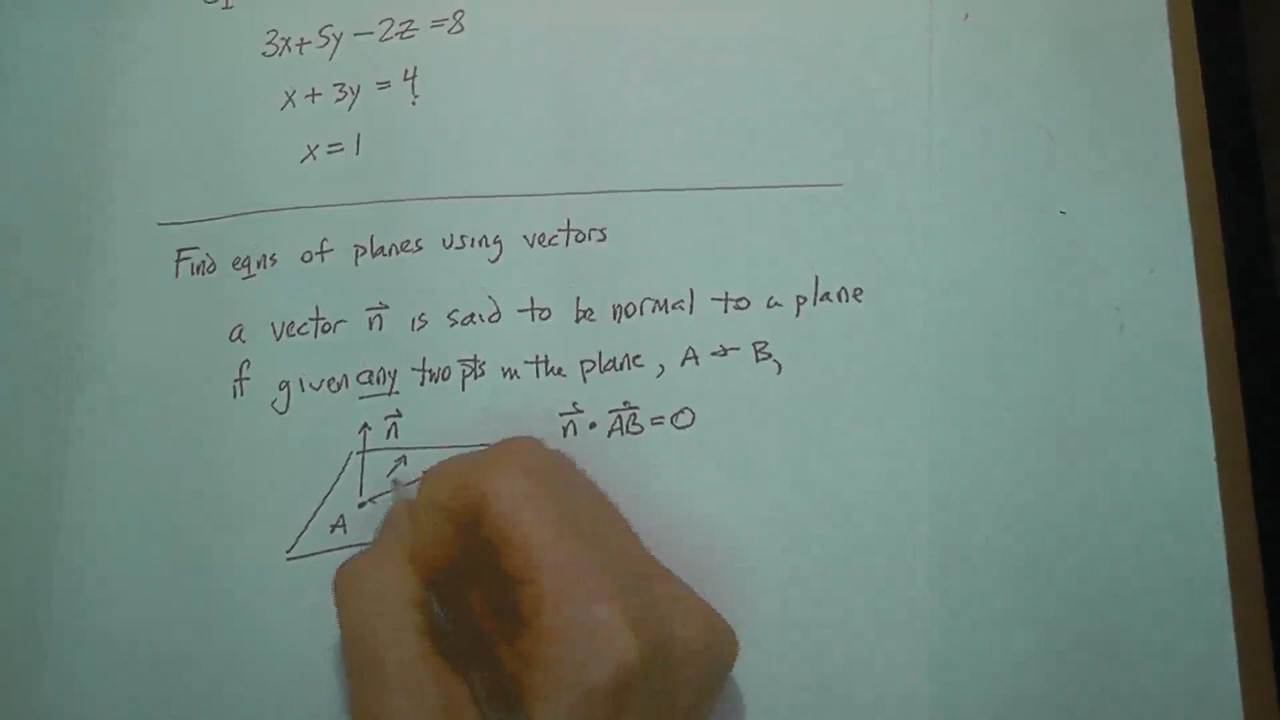 3x+5y-2z=8
x+3y=4
x=1
Find eqns of planes using vectors
a vector n⃗ is said to be normal to a plane
if given any two pts in the plane, A + B,
n⃗ · AB⃗ = 0
n⃗
A